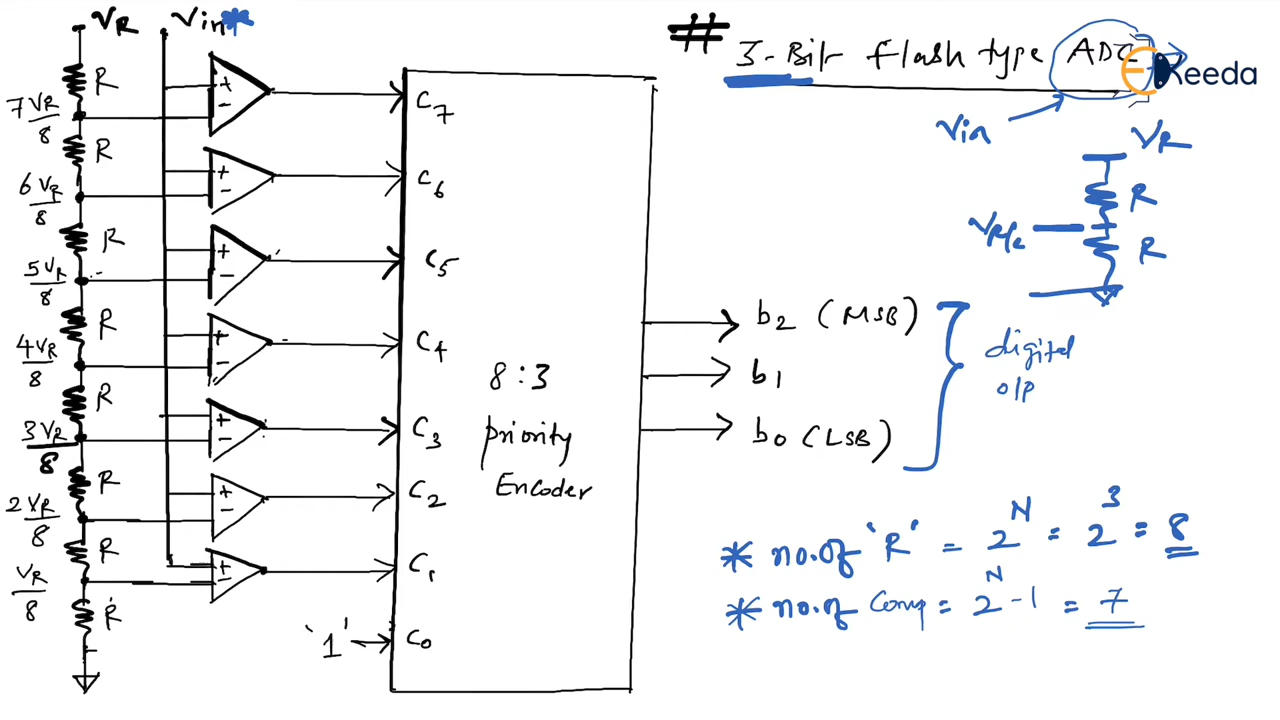 # 3-Bit flash type ADC
EKeeda
VR
Vin*
R
7VR/8
R
6VR/8
R
5VR/8
R
4VR/8
R
3VR/8
R
2VR/8
R
VR/8
R
+
-
+
-
+
-
+
-
+
-
+
-
+
-
C7
C6
C5
C4
C3
C2
C1
'1'
C0
8:3
priority
Encoder
b2 (MSB)
b1
b0 (LSB)
digital
o/p
Vin
VR
R
VR/2
R
* no.of 'R' = 2^N = 2^3 = 8
* no.of Comp = 2^N - 1 = 7